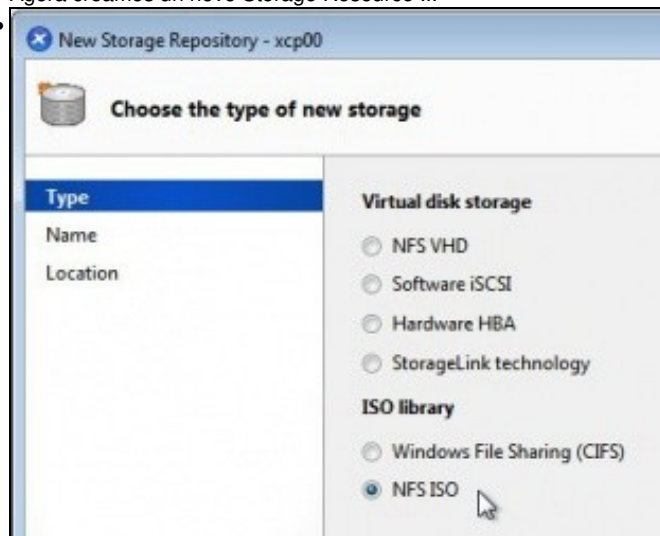 Agora creamos un novo Storage Resource ...
New Storage Repository - xcp00
Choose the type of new storage
Type
Name
Location
Virtual disk storage
NFS VHD
Software iSCSI
Hardware HBA
StorageLink technology
ISO library
Windows File Sharing (CIFS)
NFS ISO